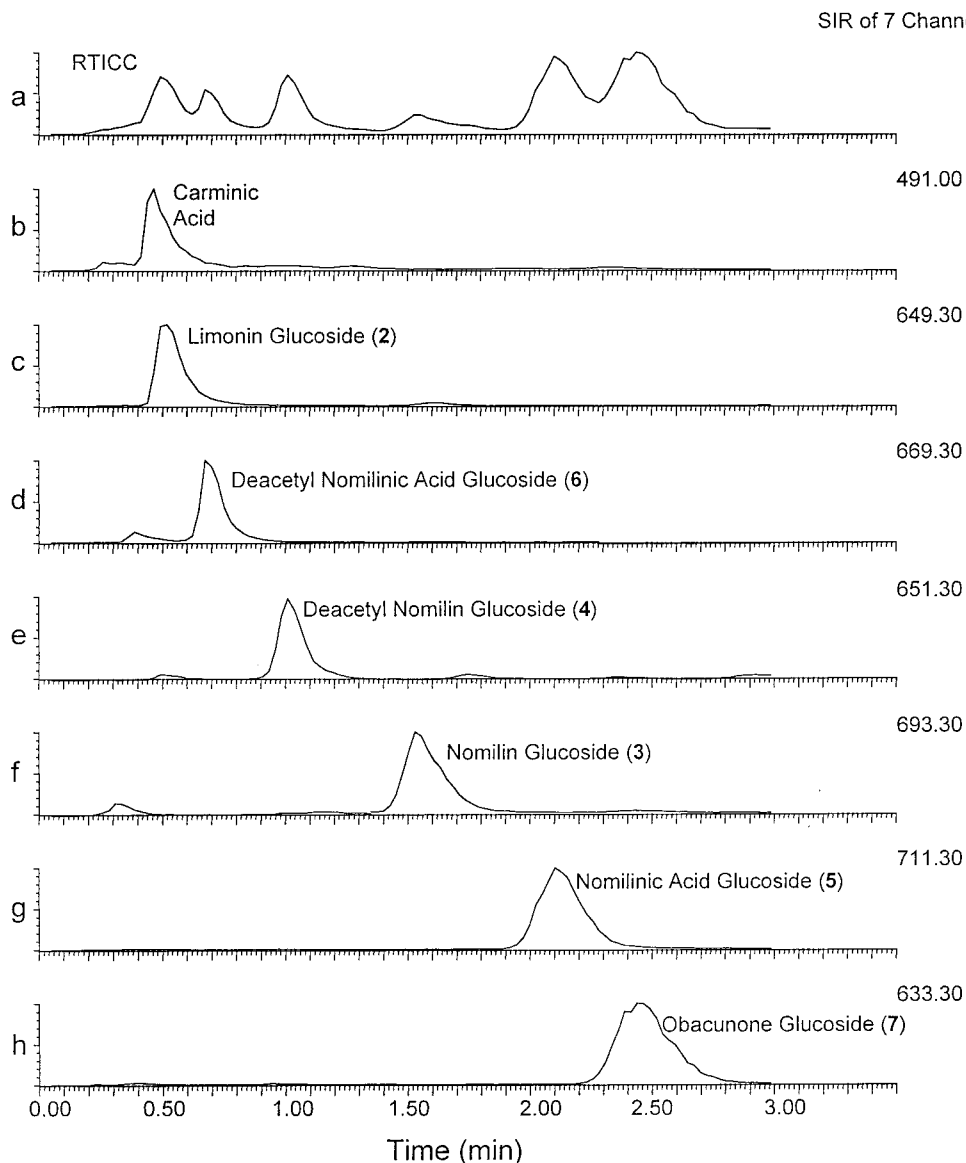 SIR of 7 Chann
RTICC
a
491.00
Carminic
Acid
b
649.30
Limonin Glucoside (2)
c
669.30
Deacetyl Nomilinic Acid Glucoside (6)
d
651.30
Deacetyl Nomilin Glucoside (4)
e
693.30
Nomilin Glucoside (3)
f
711.30
Nomilinic Acid Glucoside (5)
g
633.30
Obacunone Glucoside (7)
h
0.00 0.50 1.00 1.50 2.00 2.50 3.00
Time (min)